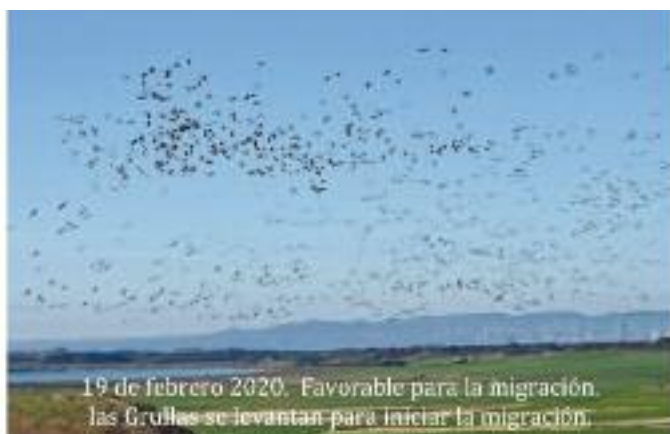 19 de febrero 2020. Favorable para la migración.
las Grullas se levantan para iniciar la migración.